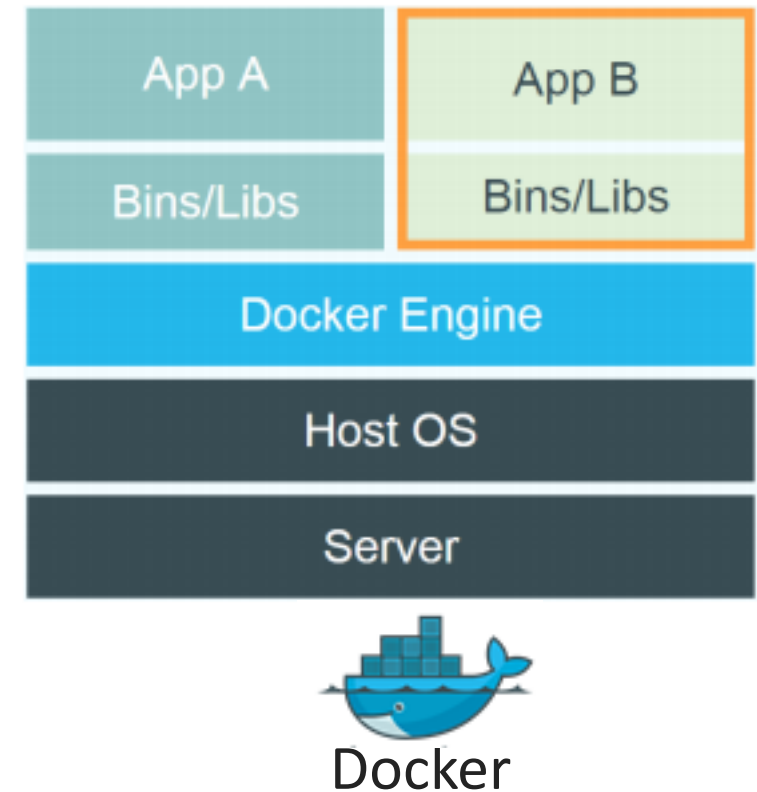 App A
App B
Bins/Libs
Bins/Libs
Docker Engine
Host OS
Server
Docker